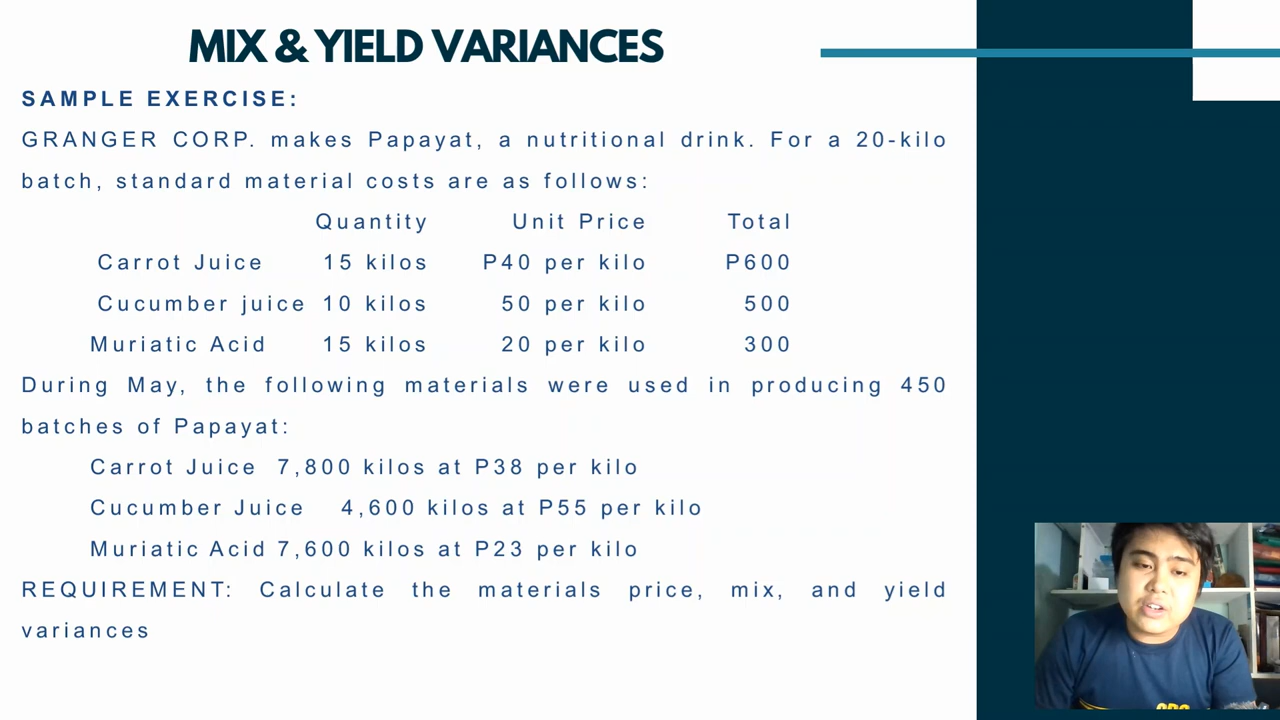 MIX & YIELD VARIANCES
SAMPLE EXERCISE:
GRANGER CORP. makes Papayat, a nutritional drink. For a 20-kilo
batch, standard material costs are as follows:
Quantity Unit Price Total
Carrot Juice 15 kilos P40 per kilo P600
Cucumber juice 10 kilos 50 per kilo 500
Muriatic Acid 15 kilos 20 per kilo 300
During May, the following materials were used in producing 450
batches of Papayat:
Carrot Juice 7,800 kilos at P38 per kilo
Cucumber Juice 4,600 kilos at P55 per kilo
Muriatic Acid 7,600 kilos at P23 per kilo
REQUIREMENT: Calculate the materials price, mix, and yield
variances